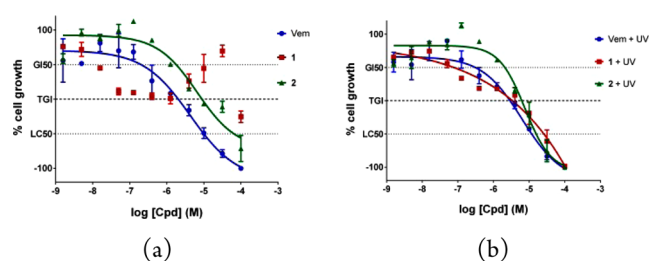 (a)
% cell growth
100
GI50
TGI
LC50
-100
-9 -8 -7 -6 -5 -4 -3
log [Cpd] (M)
Vem
1
2
(b)
% cell growth
100
GI50
TGI
LC50
-100
-9 -8 -7 -6 -5 -4 -3
log [Cpd] (M)
Vem + UV
1 + UV
2 + UV
(a)
(b)